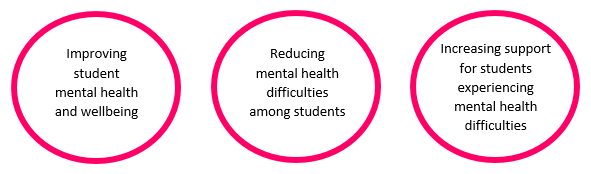 Improving
student
mental health
and wellbeing
Reducing
mental health
difficulties
among students
Increasing support
for students
experiencing
mental health
difficulties